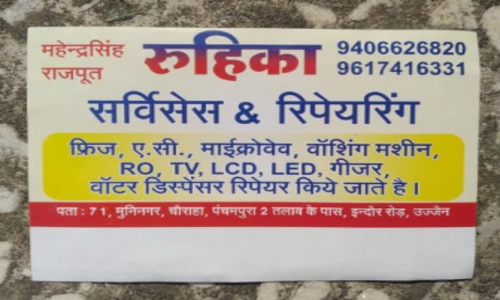 महेन्द्रसिंह राजपूत
रुहिका
9406626820
9617416331
सर्विसेस & रिपेयरिंग
फ्रिज, ए.सी., माईक्रोवेव, वॉशिंग मशीन,
RO, TV, LCD, LED, गीजर,
वॉटर डिस्पेंसर रिपेयर किये जाते है ।
पता : 71, मुनिनगर, चौराहा, पंचमपुरा 2 तलाब के पास, इन्दौर रोड़, उज्जैन